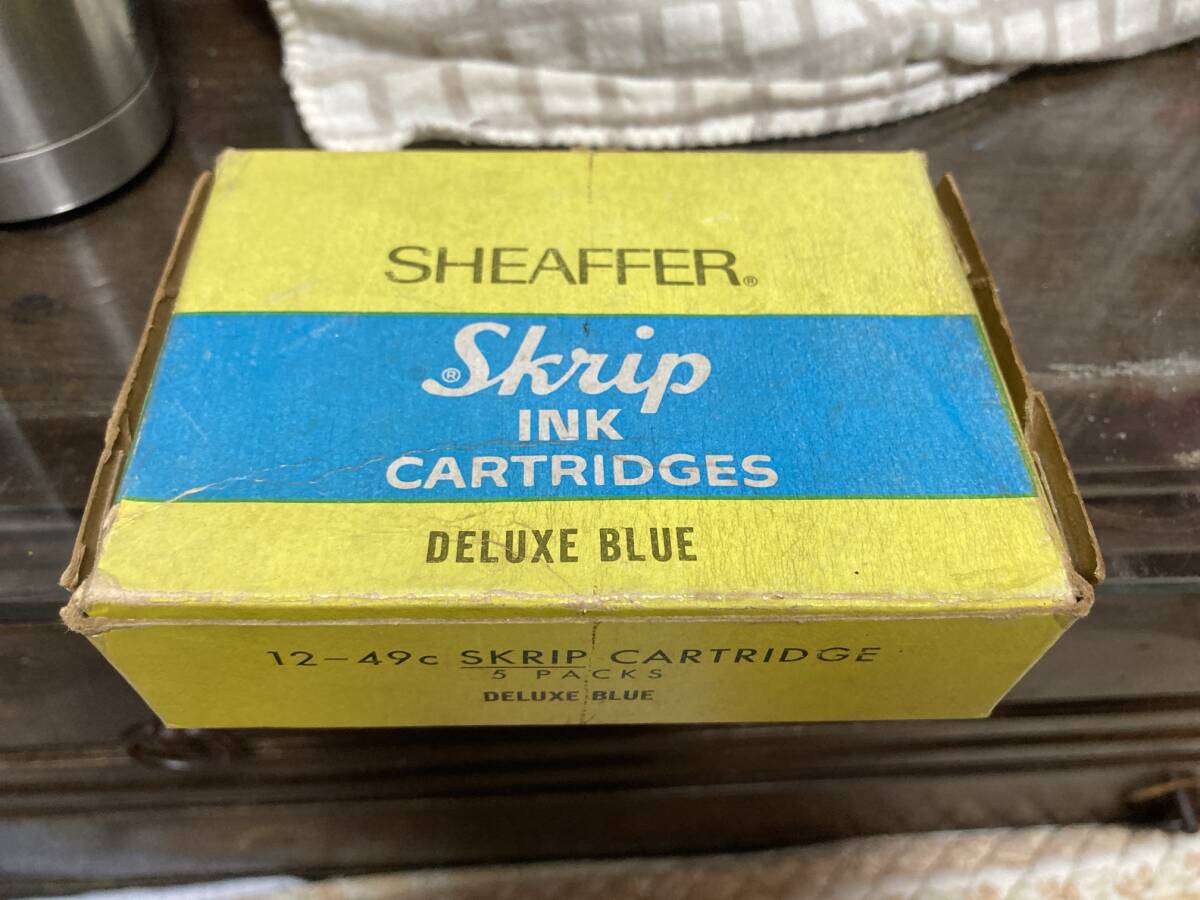 SHEAFFER®
®Skrip
INK
CARTRIDGES
DELUXE BLUE
12-49c SKRIP CARTRIDGE
5 PACKS
DELUXE BLUE